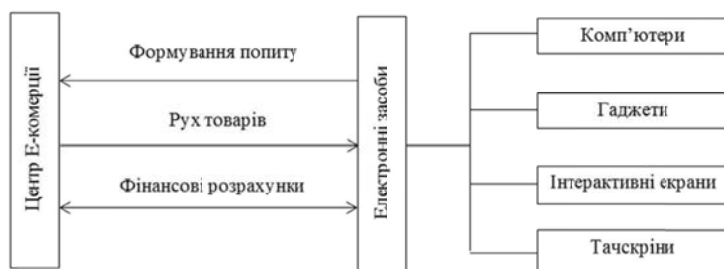 Центр Е-комерції
Формування попиту
Рух товарів
Фінансові розрахунки
Електронні засоби
Комп’ютери
Гаджети
Інтерактивні екрани
Тачскріни